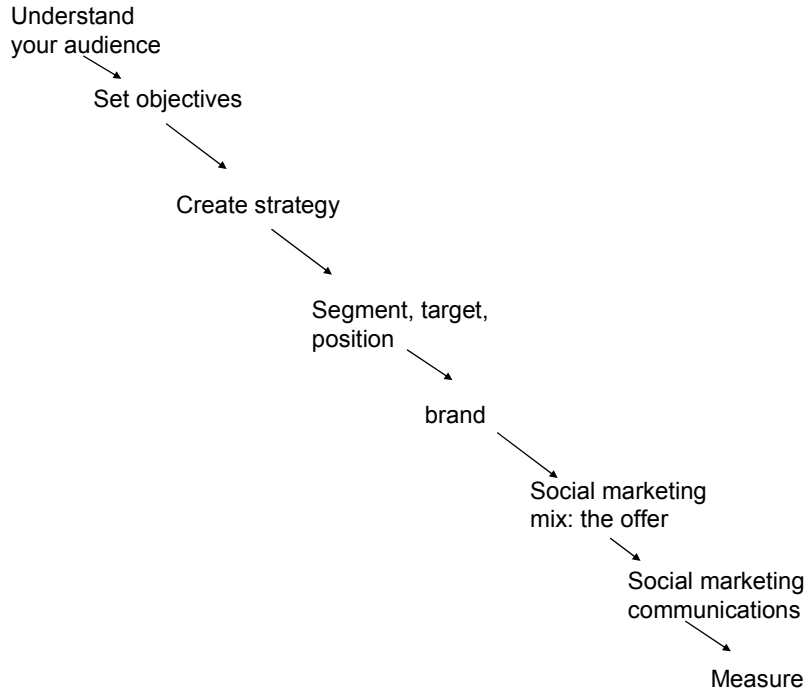 Understand
your audience
Set objectives
Create strategy
Segment, target,
position
brand
Social marketing
mix: the offer
Social marketing
communications
Measure